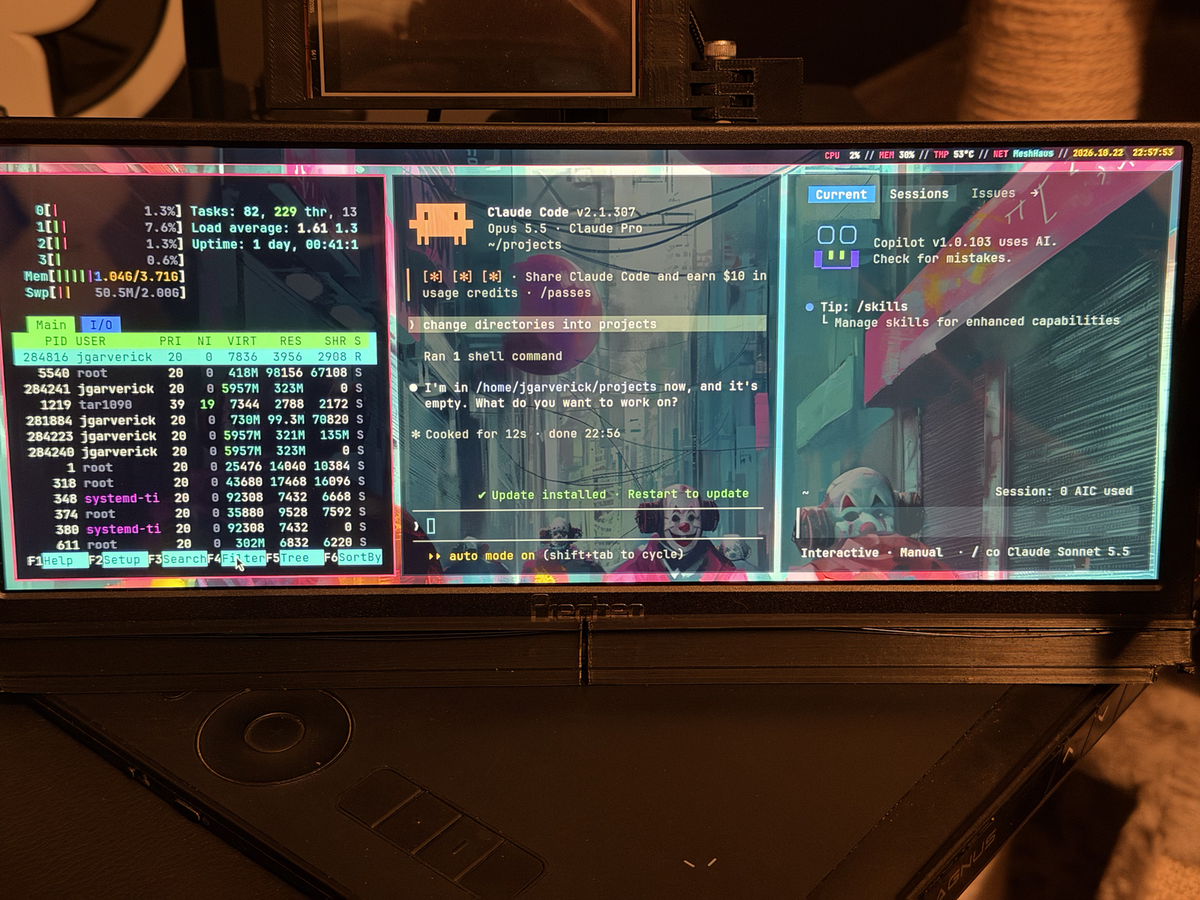 CPU 2% // MEM 30% // TMP 53°C // NET MeshHaus // 2026.10.22 22:57:53
0[| 1.3%] Tasks: 82, 229 thr, 13
1[|| 7.6%] Load average: 1.61 1.3
2[|| 1.3%] Uptime: 1 day, 00:41:1
3[ 0.6%]
Mem[||||||1.04G/3.71G]
Swp[|| 50.5M/2.00G]
Main I/O
PID USER PRI NI VIRT RES SHR S
284816 jgarverick 20 0 7836 3956 2908 R
5540 root 20 0 418M 98156 67108 S
284241 jgarverick 20 0 5957M 323M 0 S
1219 tar1090 39 19 7344 2788 2172 S
281884 jgarverick 20 0 730M 99.3M 70820 S
284223 jgarverick 20 0 5957M 321M 135M S
284240 jgarverick 20 0 5957M 323M 0 S
1 root 20 0 25476 14040 10384 S
318 root 20 0 43680 17468 16096 S
348 systemd-ti 20 0 92308 7432 6668 S
374 root 20 0 35880 9528 7592 S
380 systemd-ti 20 0 92308 7432 0 S
611 root 20 0 302M 6832 6220 S
F1Help F2Setup F3SearchF4FilterF5Tree F6SortBy
Claude Code v2.1.307
Opus 5.5 · Claude Pro
~/projects
[✻] [✻] [✻] · Share Claude Code and earn $10 in
usage credits · /passes
❯ change directories into projects
Ran 1 shell command
● I'm in /home/jgarverick/projects now, and it's
empty. What do you want to work on?
✻ Cooked for 12s · done 22:56
✔ Update installed · Restart to update
❯
⏵⏵ auto mode on (shift+tab to cycle)
Current Sessions Issues →
Copilot v1.0.103 uses AI.
Check for mistakes.
● Tip: /skills
└ Manage skills for enhanced capabilities
~ Session: 0 AIC used
Interactive · Manual · / co Claude Sonnet 5.5